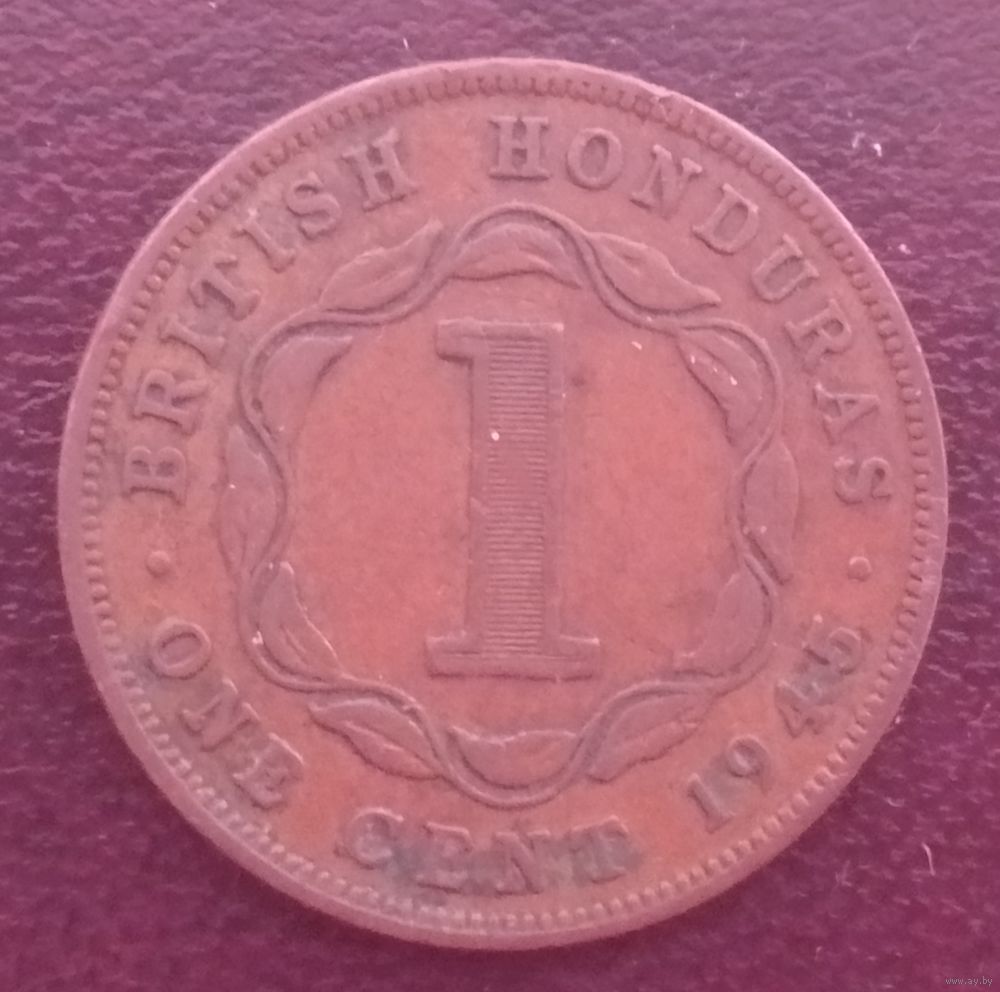 BRITISH HONDURAS
1
ONE CENT 1945
www.ay.by